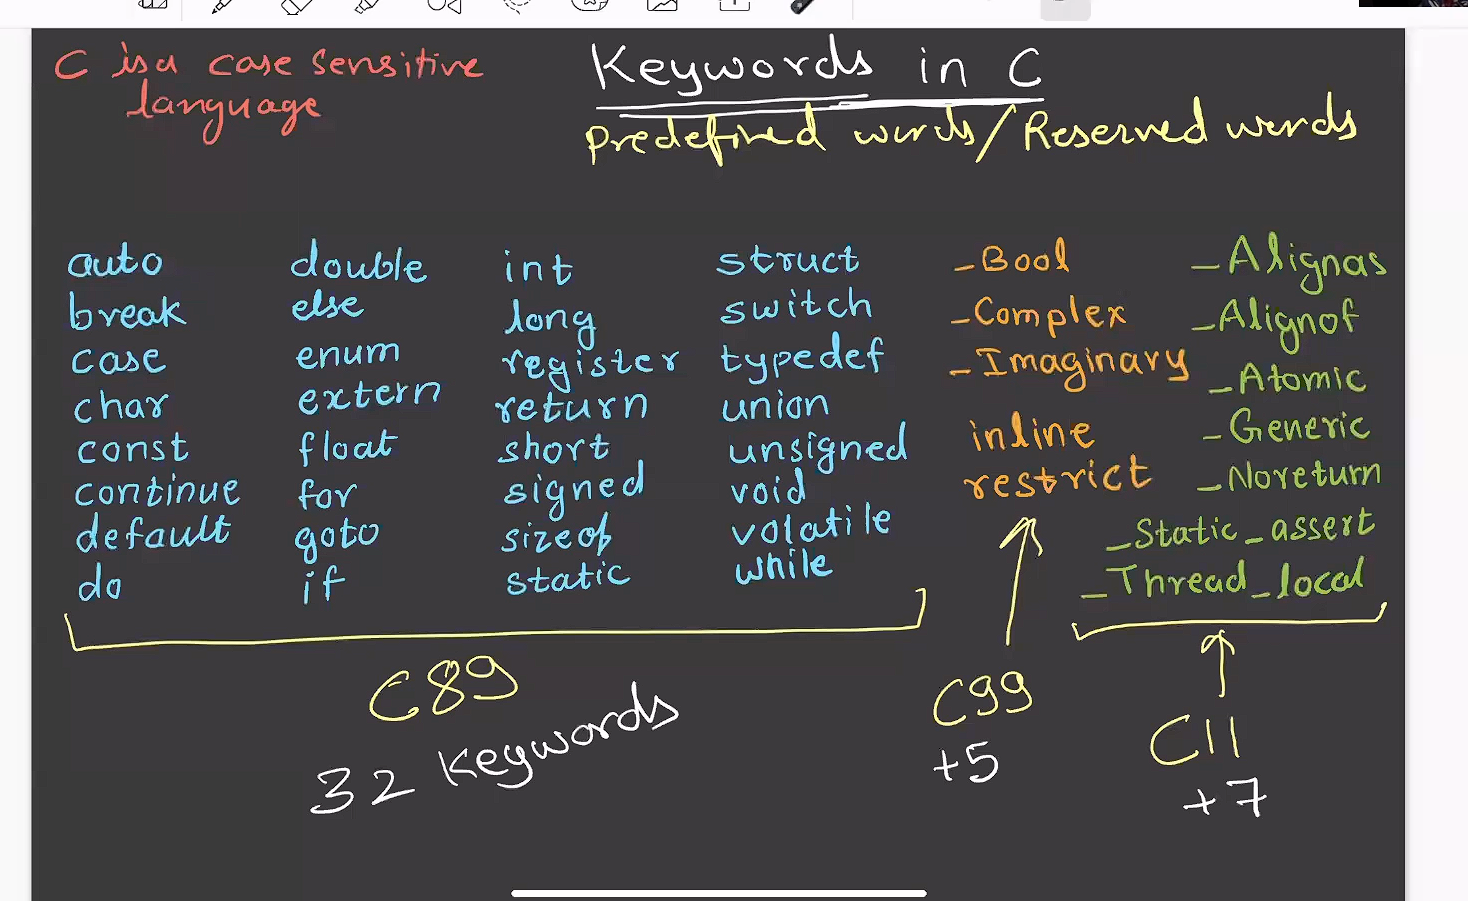 C is a case sensitive
language
Keywords in C
Predefined words/Reserved words
auto
break
case
char
const
continue
default
do
double
else
enum
extern
float
for
goto
if
int
long
register
return
short
signed
sizeof
static
struct
switch
typedef
union
unsigned
void
volatile
while
_Bool
_Complex
_Imaginary
inline
restrict
_Alignas
_Alignof
_Atomic
_Generic
_Noreturn
_Static_assert
_Thread_local
C89
32 Keywords
C99
+5
C11
+7